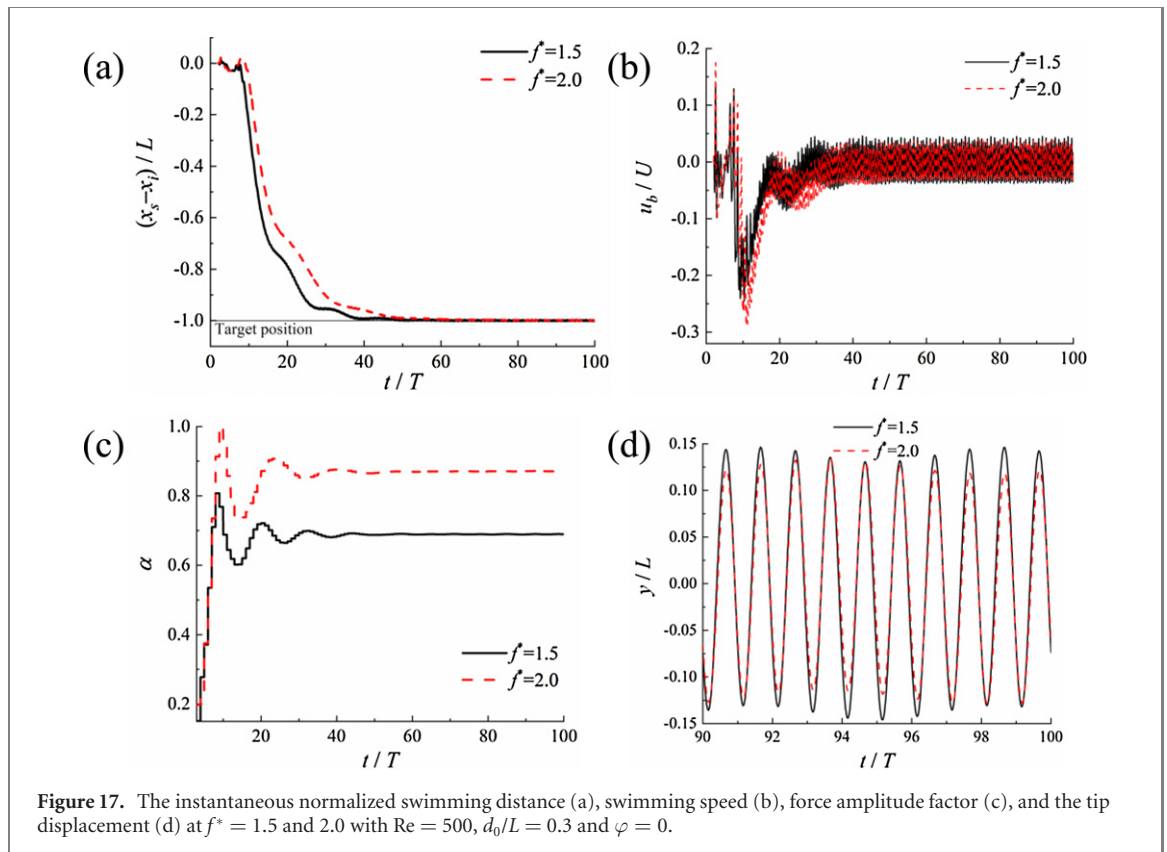 (a)
f*=1.5
f*=2.0
0.0
-0.2
-0.4
-0.6
-0.8
-1.0
(xs−xi) / L
Target position
0 20 40 60 80 100
t / T
(b)
f*=1.5
f*=2.0
0.2
0.1
0.0
-0.1
-0.2
-0.3
ub / U
0 20 40 60 80 100
t / T
(c)
1.0
0.8
0.6
0.4
0.2
α
f*=1.5
f*=2.0
20 40 60 80 100
t / T
(d)
f*=1.5
f*=2.0
0.15
0.10
0.05
0.00
-0.05
-0.10
-0.15
y / L
90 92 94 96 98 100
t / T
Figure 17. The instantaneous normalized swimming distance (a), swimming speed (b), force amplitude factor (c), and the tip
displacement (d) at f* = 1.5 and 2.0 with Re = 500, d0/L = 0.3 and φ = 0.